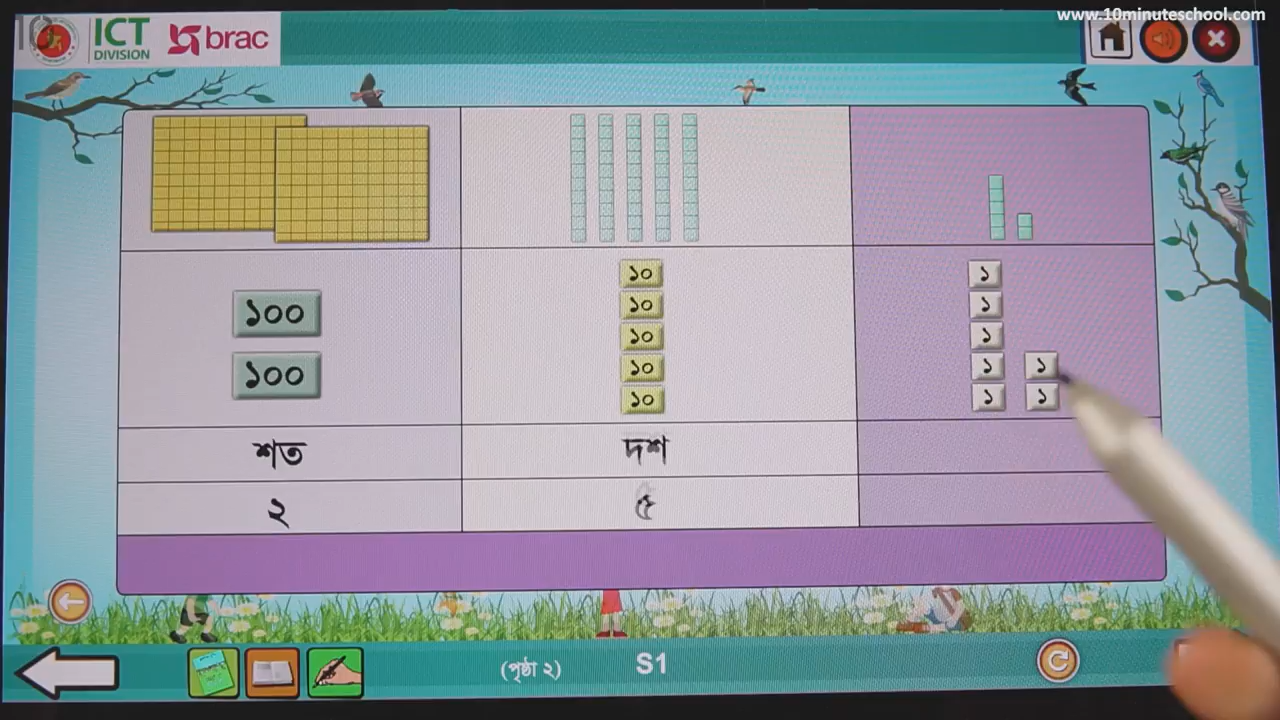 www.10minuteschool.com
10
ICT
DIVISION
brac
১০০
১০০
১০
১০
১০
১০
১০
১
১
১
১ ১
১ ১
শত দশ
২ ৫
(পৃষ্ঠা ২) S1